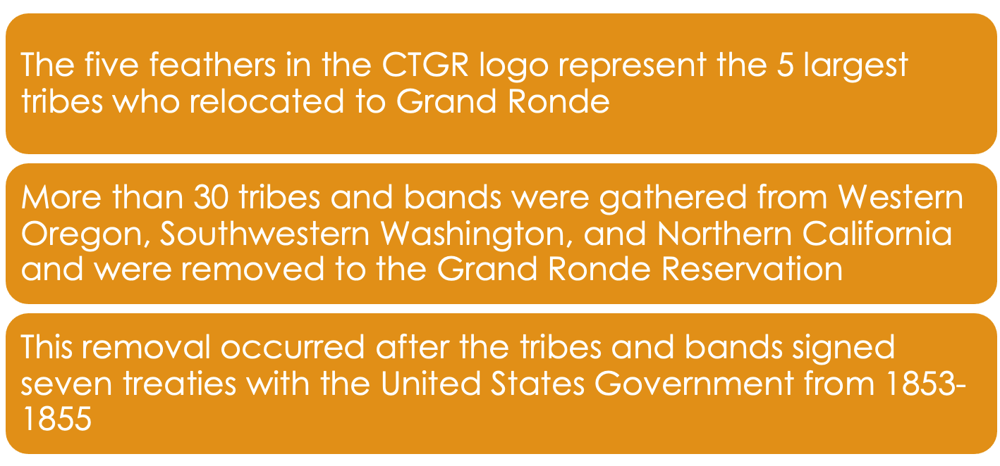 The five feathers in the CTGR logo represent the 5 largest
tribes who relocated to Grand Ronde
More than 30 tribes and bands were gathered from Western
Oregon, Southwestern Washington, and Northern California
and were removed to the Grand Ronde Reservation
This removal occurred after the tribes and bands signed
seven treaties with the United States Government from 1853-
1855